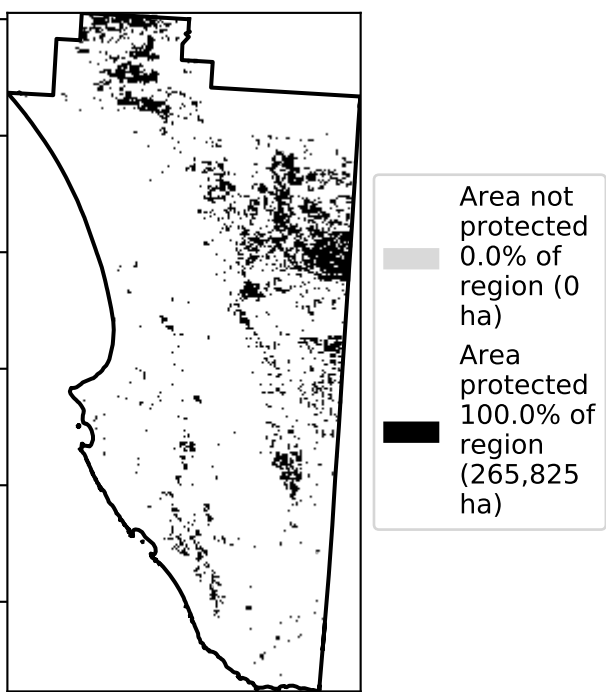 Area not
protected
0.0% of
region (0
ha)
Area
protected
100.0% of
region
(265,825
ha)